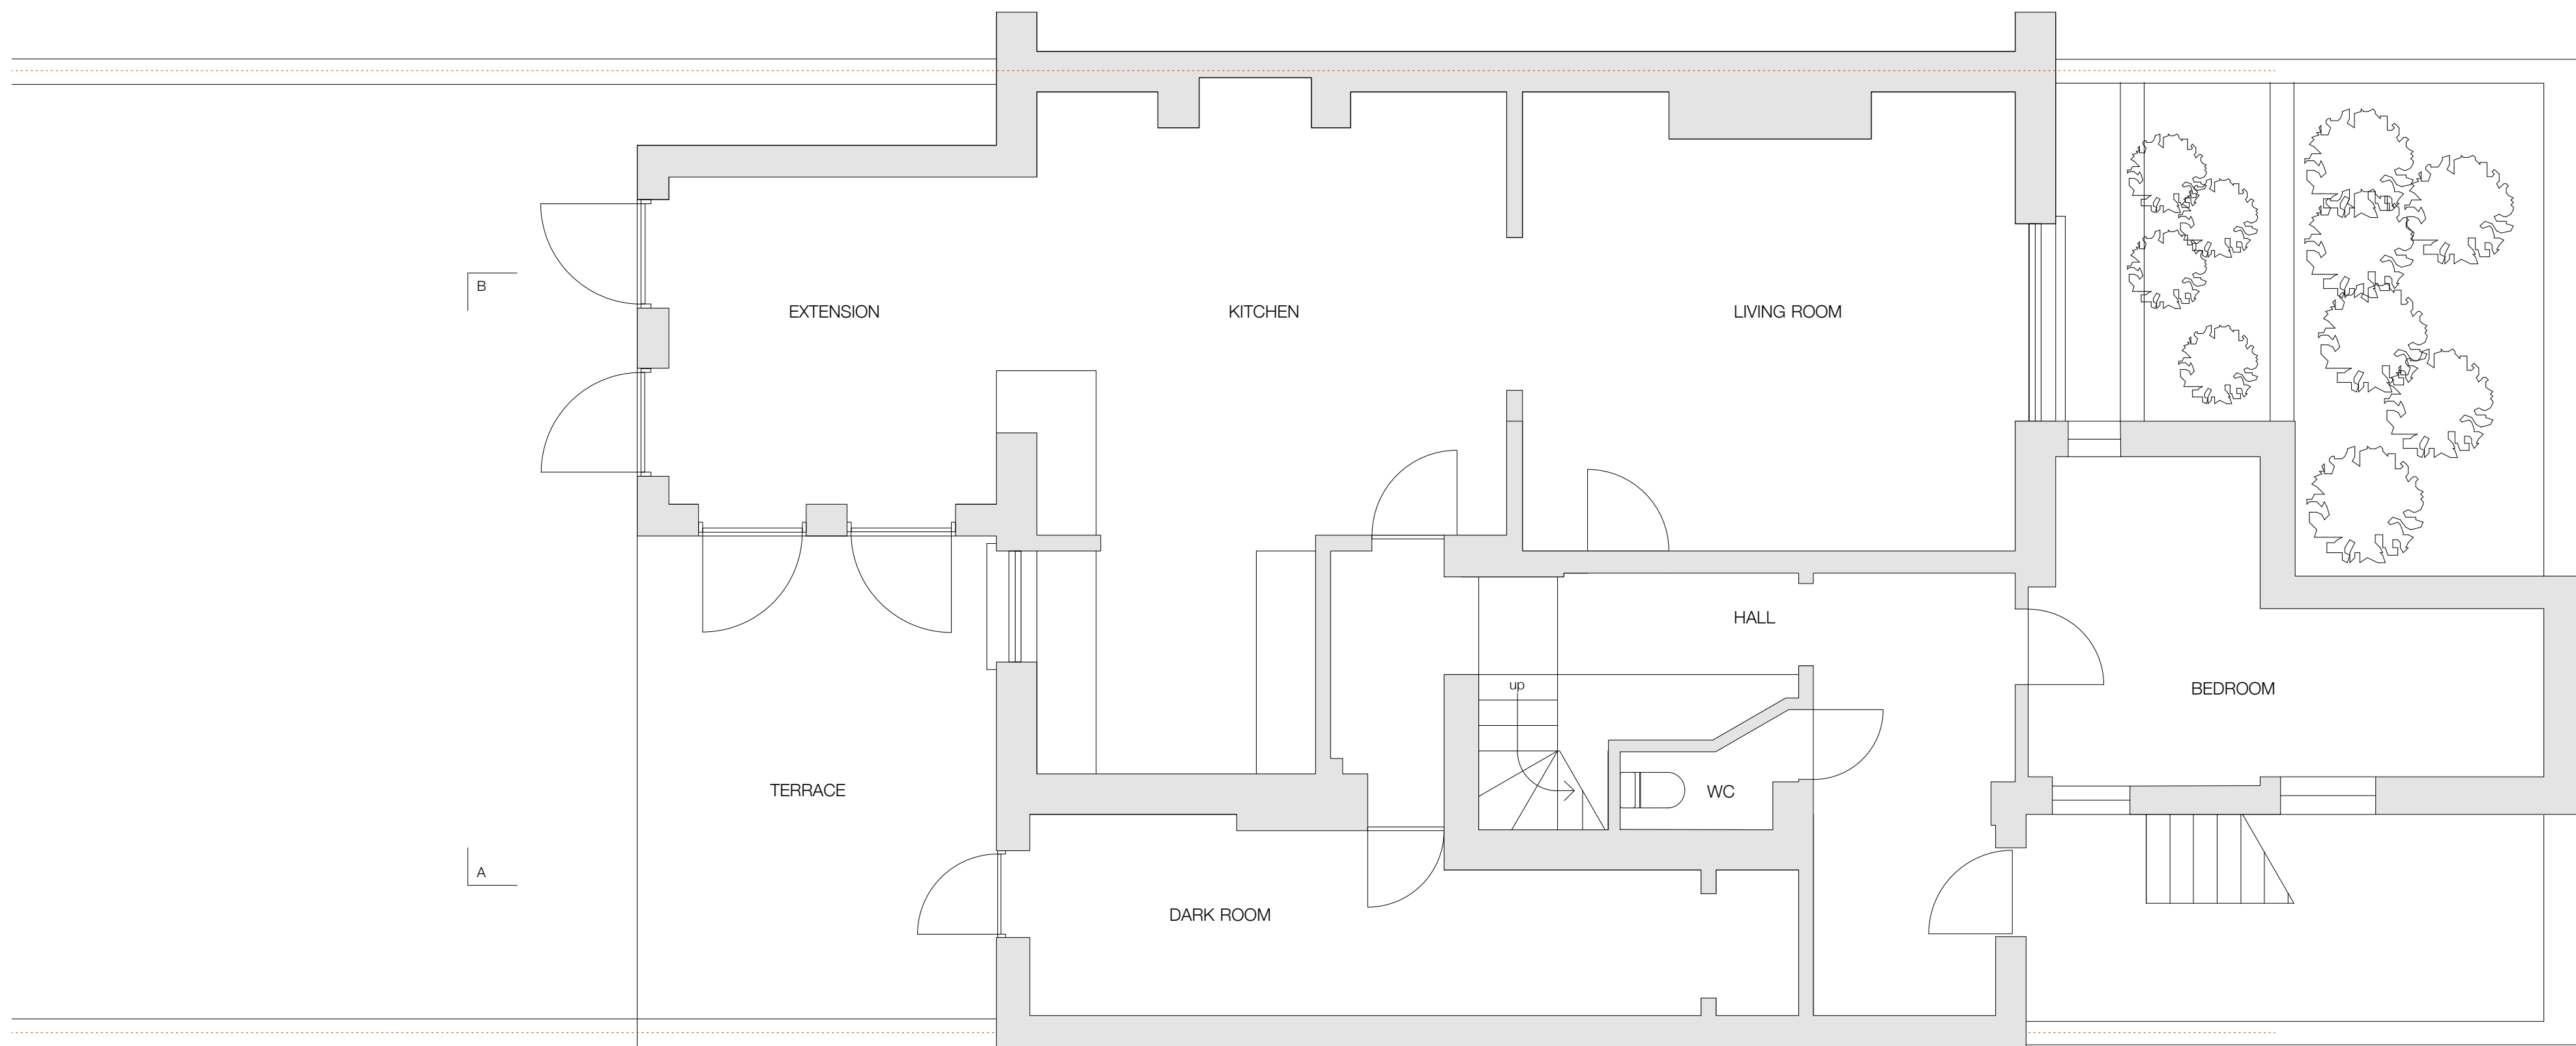 B
EXTENSION
KITCHEN
LIVING ROOM
HALL
up
BEDROOM
TERRACE
WC
A
DARK ROOM